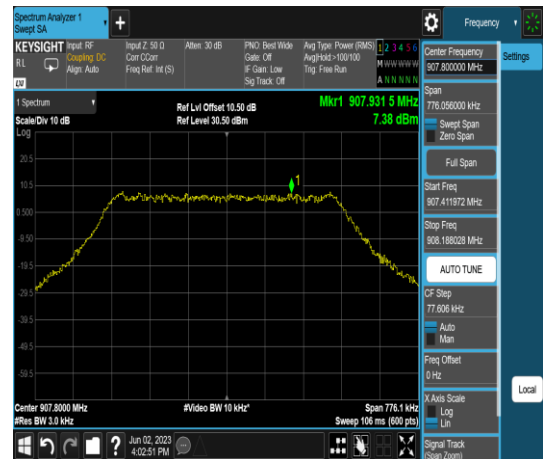 Spectrum Analyzer 1
Swept SA
Frequency
KEYSIGHT
RL
Input: RF
Coupling: DC
Align: Auto
Input Z: 50 Ω
Corr CCorr
Freq Ref: Int (S)
Atten: 30 dB
PNO: Best Wide
Gate: Off
IF Gain: Low
Sig Track: Off
Avg Type: Power (RMS)
Avg|Hold:>100/100
Trig: Free Run
1 2 3 4 5 6
M W W W W W
A N N N N N
LXI
1 Spectrum
Scale/Div 10 dB
Log
Ref Lvl Offset 10.50 dB
Ref Level 30.50 dBm
Mkr1 907.931 5 MHz
7.38 dBm
20.5
10.5
0.500
-9.50
-19.5
-29.5
-39.5
-49.5
-59.5
1
Center 907.8000 MHz
#Res BW 3.0 kHz
#Video BW 10 kHz*
Span 776.1 kHz
Sweep 106 ms (600 pts)
Jun 02, 2023
4:02:51 PM
Center Frequency
907.800000 MHz
Span
776.056000 kHz
Swept Span
Zero Span
Full Span
Start Freq
907.411972 MHz
Stop Freq
908.188028 MHz
AUTO TUNE
CF Step
77.606 kHz
Auto
Man
Freq Offset
0 Hz
X Axis Scale
Log
Lin
Signal Track
(Span Zoom)
Settings
Local